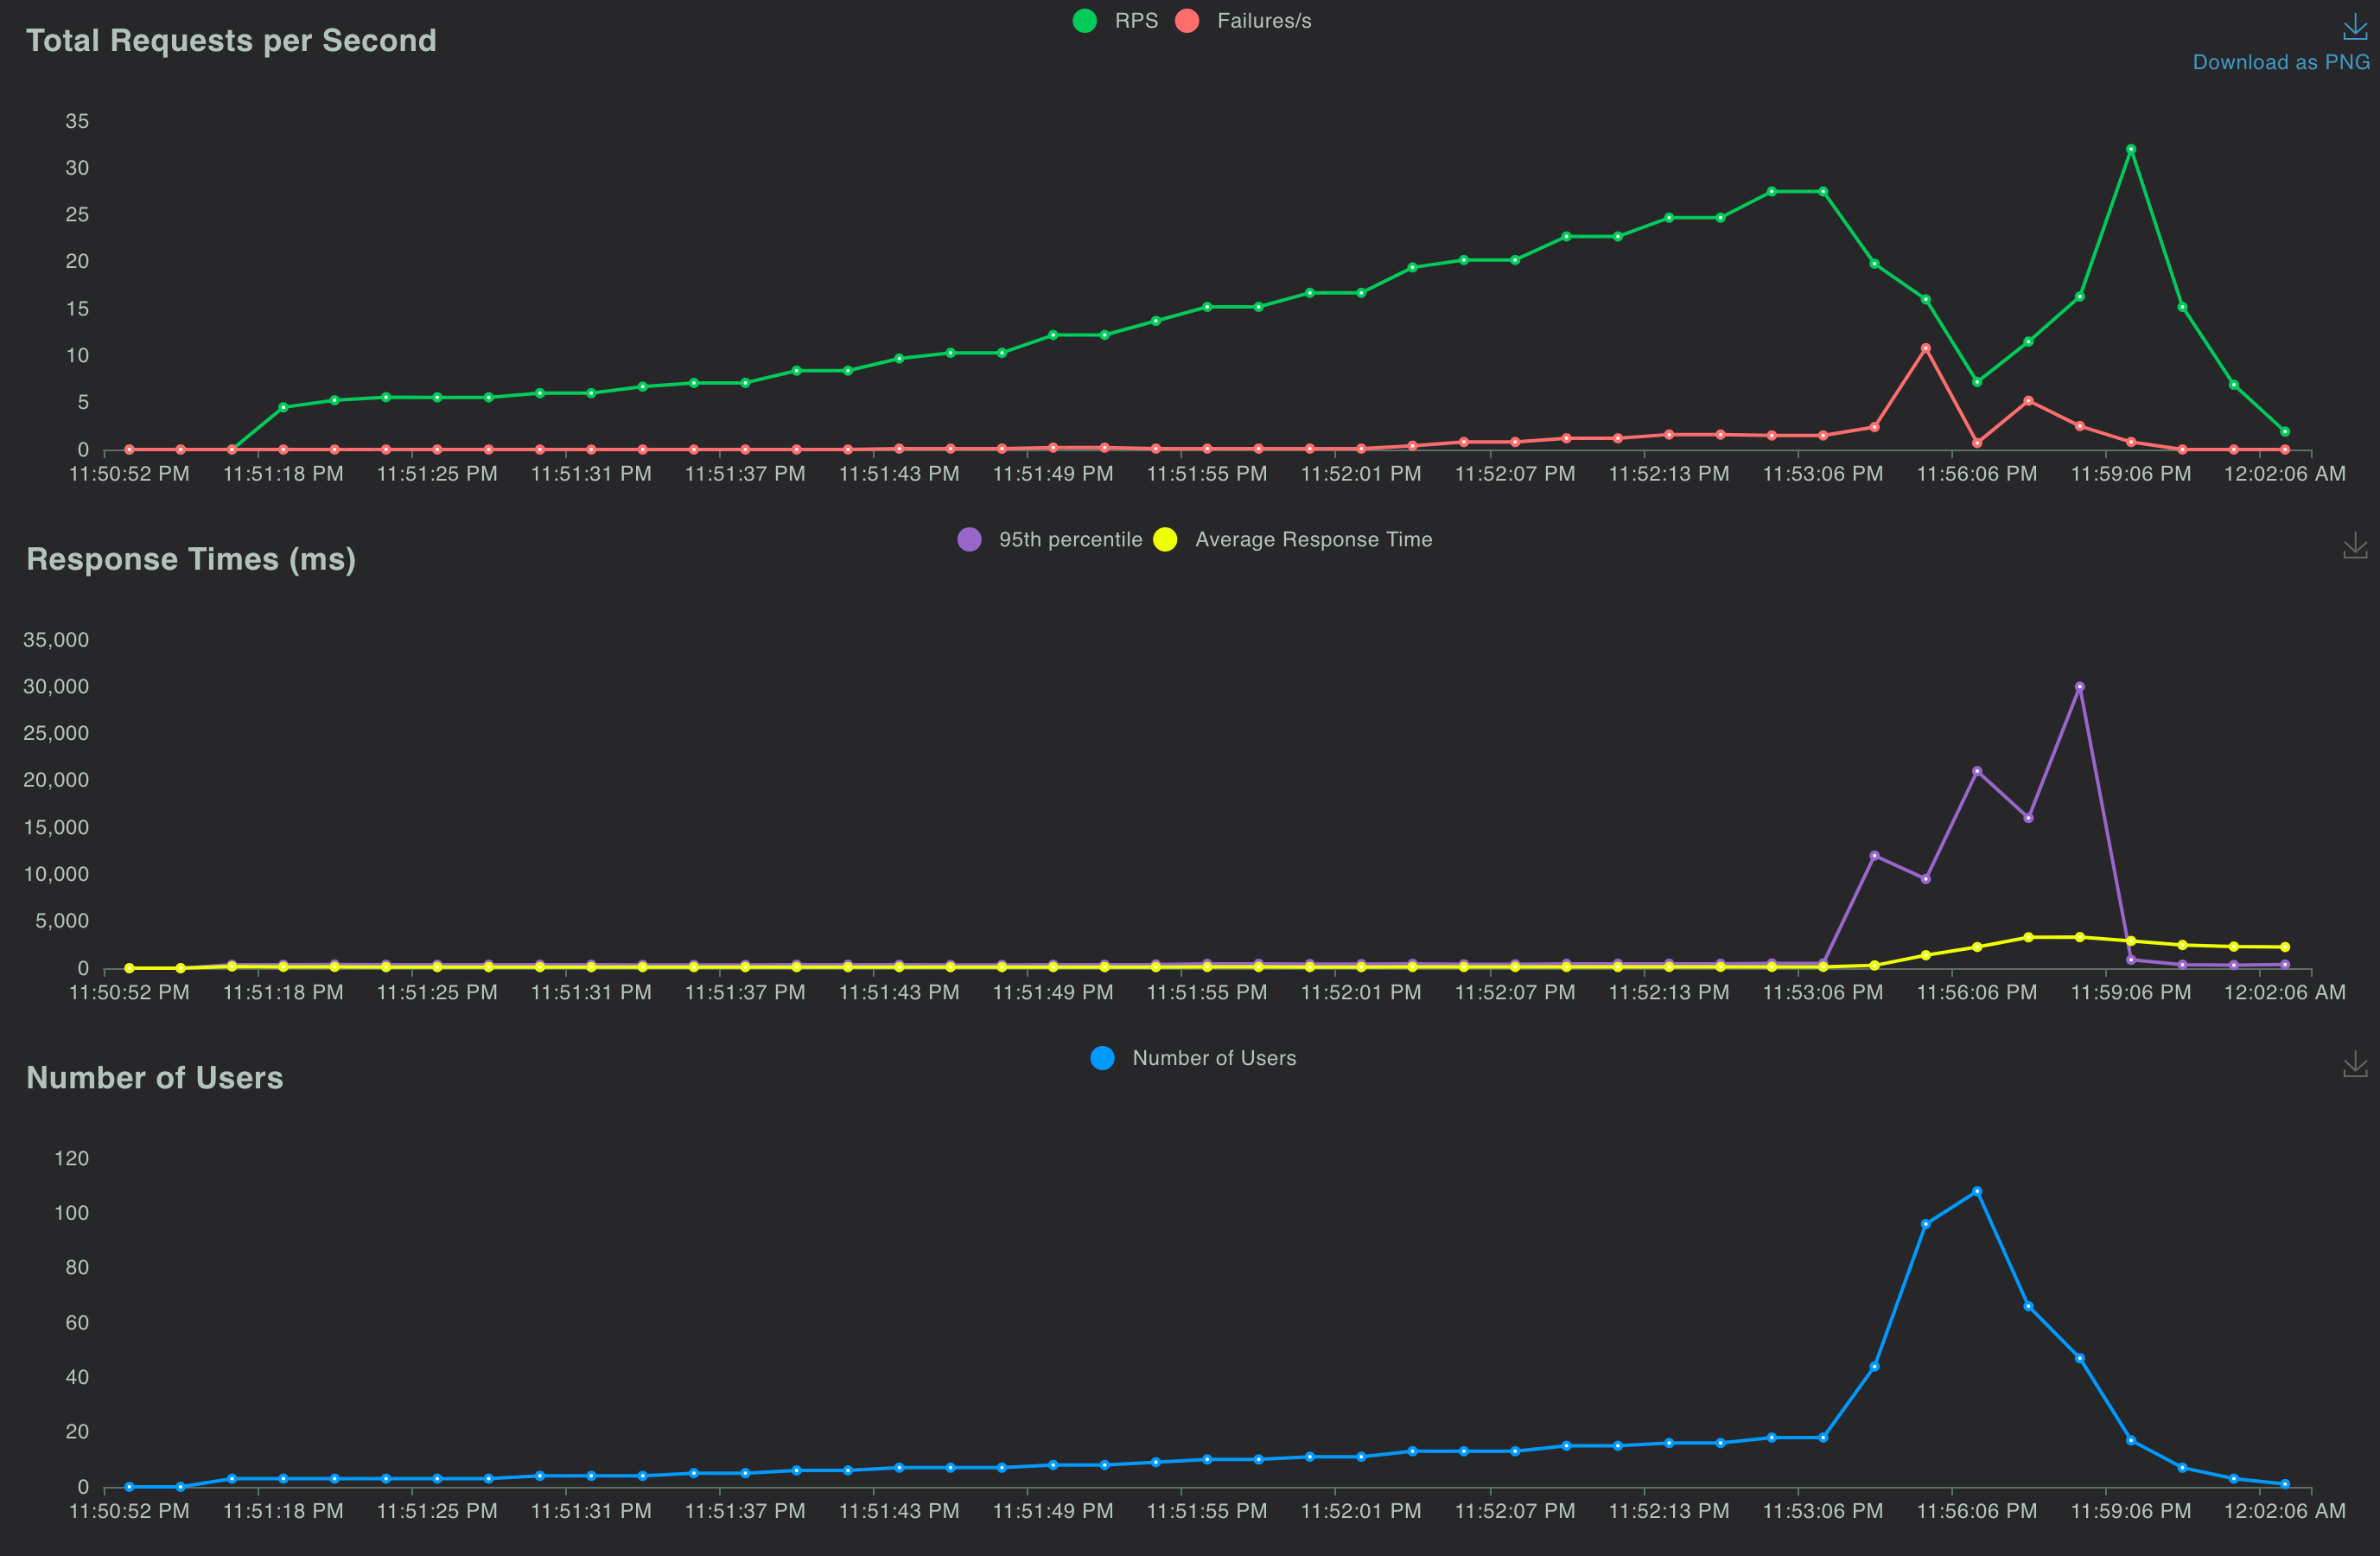 RPS Failures/s
Total Requests per Second
Download as PNG
35
30
25
20
15
10
5
0
11:50:52 PM 11:51:18 PM 11:51:25 PM 11:51:31 PM 11:51:37 PM 11:51:43 PM 11:51:49 PM 11:51:55 PM 11:52:01 PM 11:52:07 PM 11:52:13 PM 11:53:06 PM 11:56:06 PM 11:59:06 PM 12:02:06 AM
95th percentile Average Response Time
Response Times (ms)
35,000
30,000
25,000
20,000
15,000
10,000
5,000
0
11:50:52 PM 11:51:18 PM 11:51:25 PM 11:51:31 PM 11:51:37 PM 11:51:43 PM 11:51:49 PM 11:51:55 PM 11:52:01 PM 11:52:07 PM 11:52:13 PM 11:53:06 PM 11:56:06 PM 11:59:06 PM 12:02:06 AM
Number of Users
Number of Users
120
100
80
60
40
20
0
11:50:52 PM 11:51:18 PM 11:51:25 PM 11:51:31 PM 11:51:37 PM 11:51:43 PM 11:51:49 PM 11:51:55 PM 11:52:01 PM 11:52:07 PM 11:52:13 PM 11:53:06 PM 11:56:06 PM 11:59:06 PM 12:02:06 AM